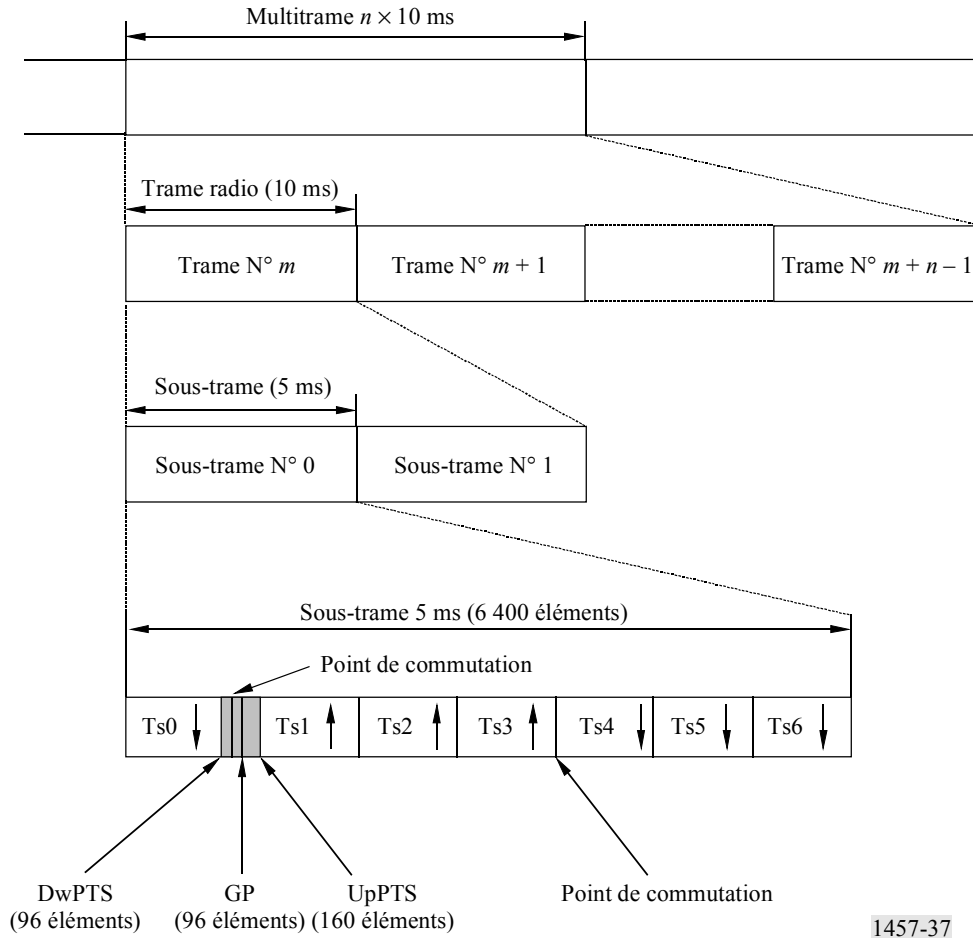 Multitrame n × 10 ms
Trame radio (10 ms)
Trame N° m
Trame N° m + 1
Trame N° m + n – 1
Sous-trame (5 ms)
Sous-trame N° 0
Sous-trame N° 1
Sous-trame 5 ms (6 400 éléments)
Point de commutation
Ts0
Ts1
Ts2
Ts3
Ts4
Ts5
Ts6
DwPTS
(96 éléments)
GP
(96 éléments)
UpPTS
(160 éléments)
Point de commutation
1457-37